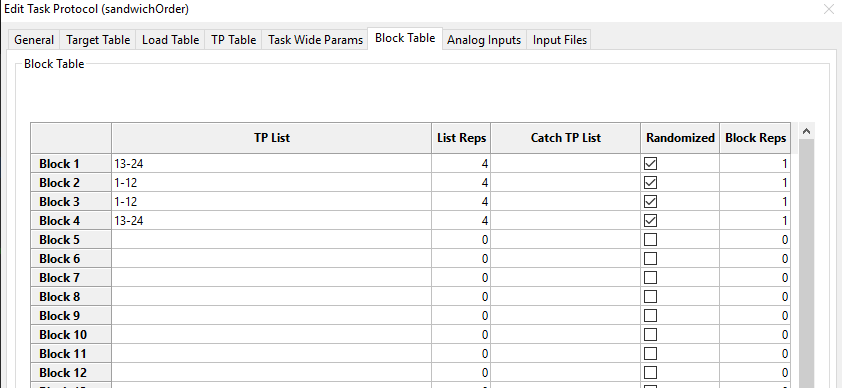 Edit Task Protocol (sandwichOrder)
General Target Table Load Table TP Table Task Wide Params Block Table Analog Inputs Input Files
Block Table
TP List List Reps Catch TP List Randomized Block Reps
Block 1 13-24 4 1
Block 2 1-12 4 1
Block 3 1-12 4 1
Block 4 13-24 4 1
Block 5 0 0
Block 6 0 0
Block 7 0 0
Block 8 0 0
Block 9 0 0
Block 10 0 0
Block 11 0 0
Block 12 0 0